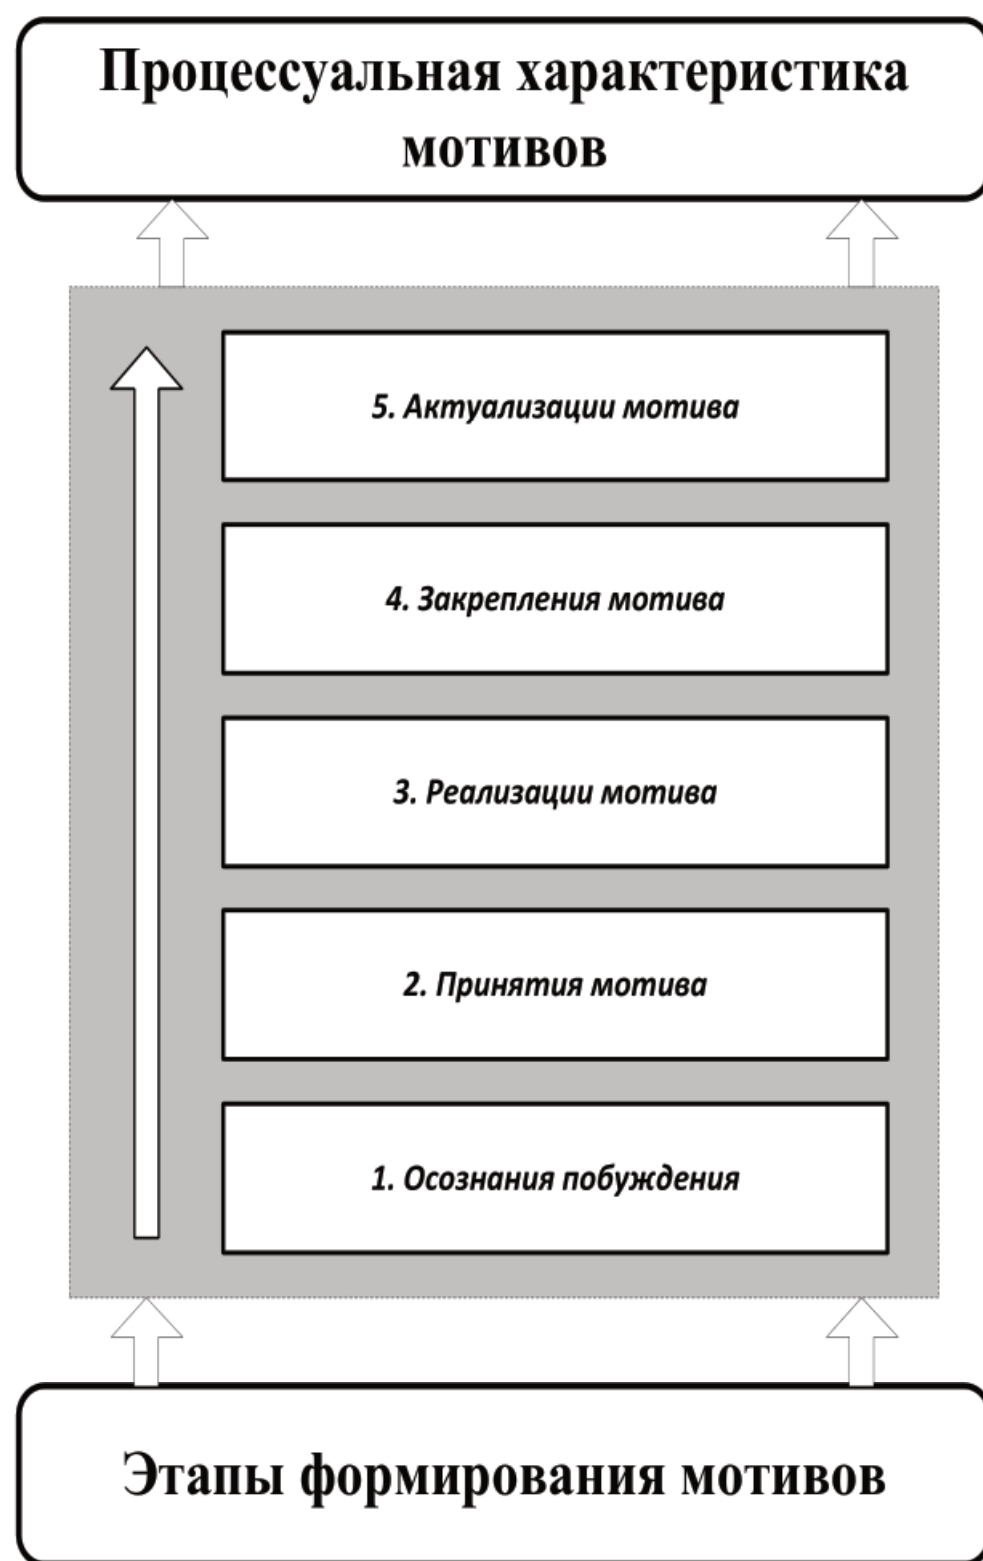 Процессуальная характеристика
мотивов
5. Актуализации мотива
4. Закрепления мотива
3. Реализации мотива
2. Принятия мотива
1. Осознания побуждения
Этапы формирования мотивов